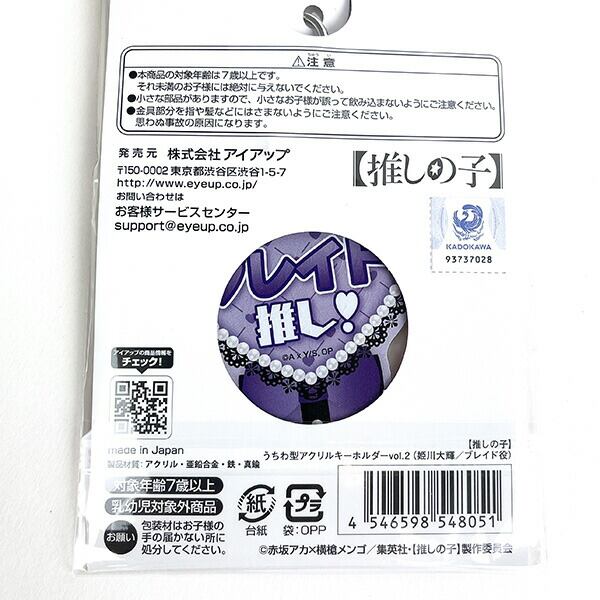 ⚠注意
ちゅうい
●本商品の対象年齢は7歳以上です。
それ未満のお子様には絶対に与えないでください。
●小さな部品がありますので、小さなお子様が誤って飲み込まないようにご注意ください。
●金具部分を指や髪などにはさまないようにご注意ください。
思わぬ事故の原因になります。
発売元 株式会社 アイアップ
〒150-0002 東京都渋谷区渋谷1-5-7
http://www.eyeup.co.jp/
お問い合わせは
お客様サービスセンター
support@eyeup.co.jp
【推しの子】
KADOKAWA
93737028
ブレイド
推し!
©A×Y/S, OP
アイアップの商品情報を
チェック!
made in Japan
製品材質:アクリル・亜鉛合金・鉄・真鍮
【推しの子】
うちわ型アクリルキーホルダーvol.2(姫川大輝/ブレイド役)
対象年齢7歳以上
乳幼児対象外商品
お願い
包装材はお子様の
手の届かない所に
処分してください。
紙
台紙
プラ
袋:OPP
4 546598 548051
©赤坂アカ×横槍メンゴ/集英社・【推しの子】製作委員会